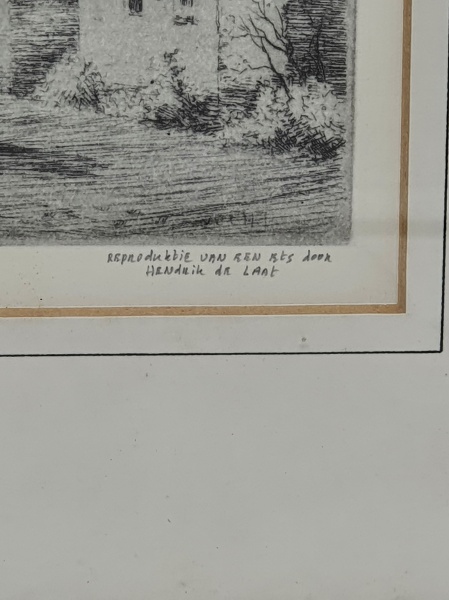 REPRODUKTIE VAN EEN ETS door
HENDRIK DE LAAT